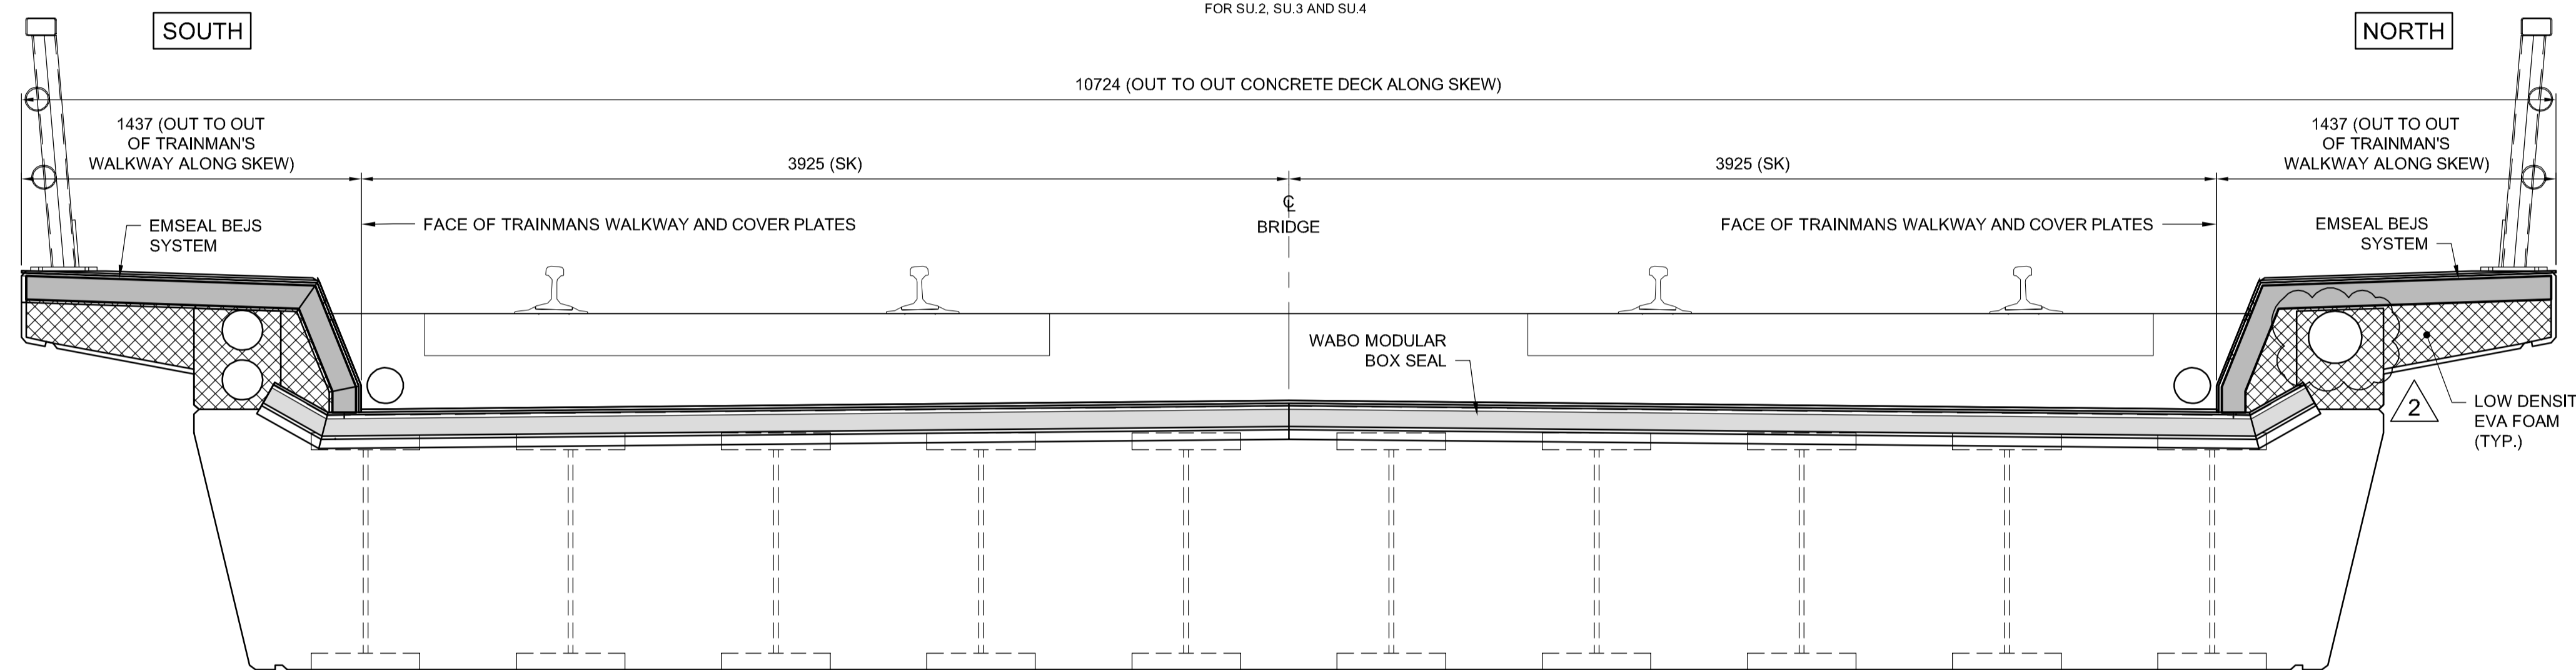 FOR SU.2, SU.3 AND SU.4
SOUTH
NORTH
10724 (OUT TO OUT CONCRETE DECK ALONG SKEW)
1437 (OUT TO OUT
OF TRAINMAN'S
WALKWAY ALONG SKEW)
3925 (SK)
3925 (SK)
1437 (OUT TO OUT
OF TRAINMAN'S
WALKWAY ALONG SKEW)
EMSEAL BEJS
SYSTEM
FACE OF TRAINMANS WALKWAY AND COVER PLATES
℄
BRIDGE
FACE OF TRAINMANS WALKWAY AND COVER PLATES
EMSEAL BEJS
SYSTEM
WABO MODULAR
BOX SEAL
2
LOW DENSIT
EVA FOAM
(TYP.)